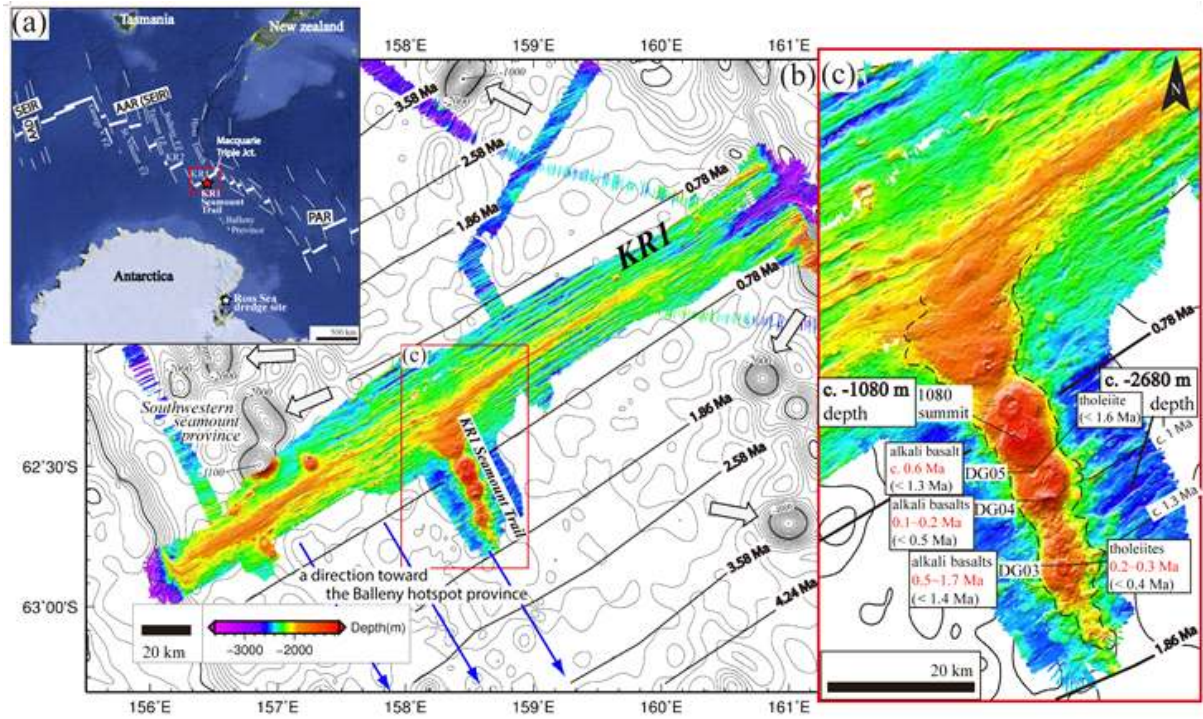 (a)
Tasmania
New zealand
SEIR
AAD
AAR (SEIR)
Macquarie
Triple Jct.
KR2
KR1
KR1
Seamount
Trail
Balleny
Province
PAR
Antarctica
Ross Sea
dredge site
500 km
158°E
159°E
160°E
161°E
(b)
-1000
3.58 Ma
2.58 Ma
1.86 Ma
0.78 Ma
KR1
0.78 Ma
(c)
Southwestern
seamount
province
-2000
-1100
62°30'S
KR1 Seamount Trail
1.86 Ma
2.58 Ma
3.58 Ma
4.24 Ma
a direction toward
the Balleny hotspot province
63°00'S
20 km
Depth(m)
-3000
-2000
156°E
157°E
158°E
159°E
160°E
161°E
(c)
N
0.78 Ma
c. -1080 m
depth
1080
summit
c. -2680 m
depth
tholeiite
(< 1.6 Ma)
c. 1 Ma
alkali basalt
c. 0.6 Ma
(< 1.3 Ma)
DG05
alkali basalts
0.1-0.2 Ma
(< 0.5 Ma)
DG04
c. 1.3 Ma
alkali basalts
0.5~1.7 Ma
(< 1.4 Ma)
DG03
tholeiites
0.2-0.3 Ma
(< 0.4 Ma)
1.86 Ma
20 km